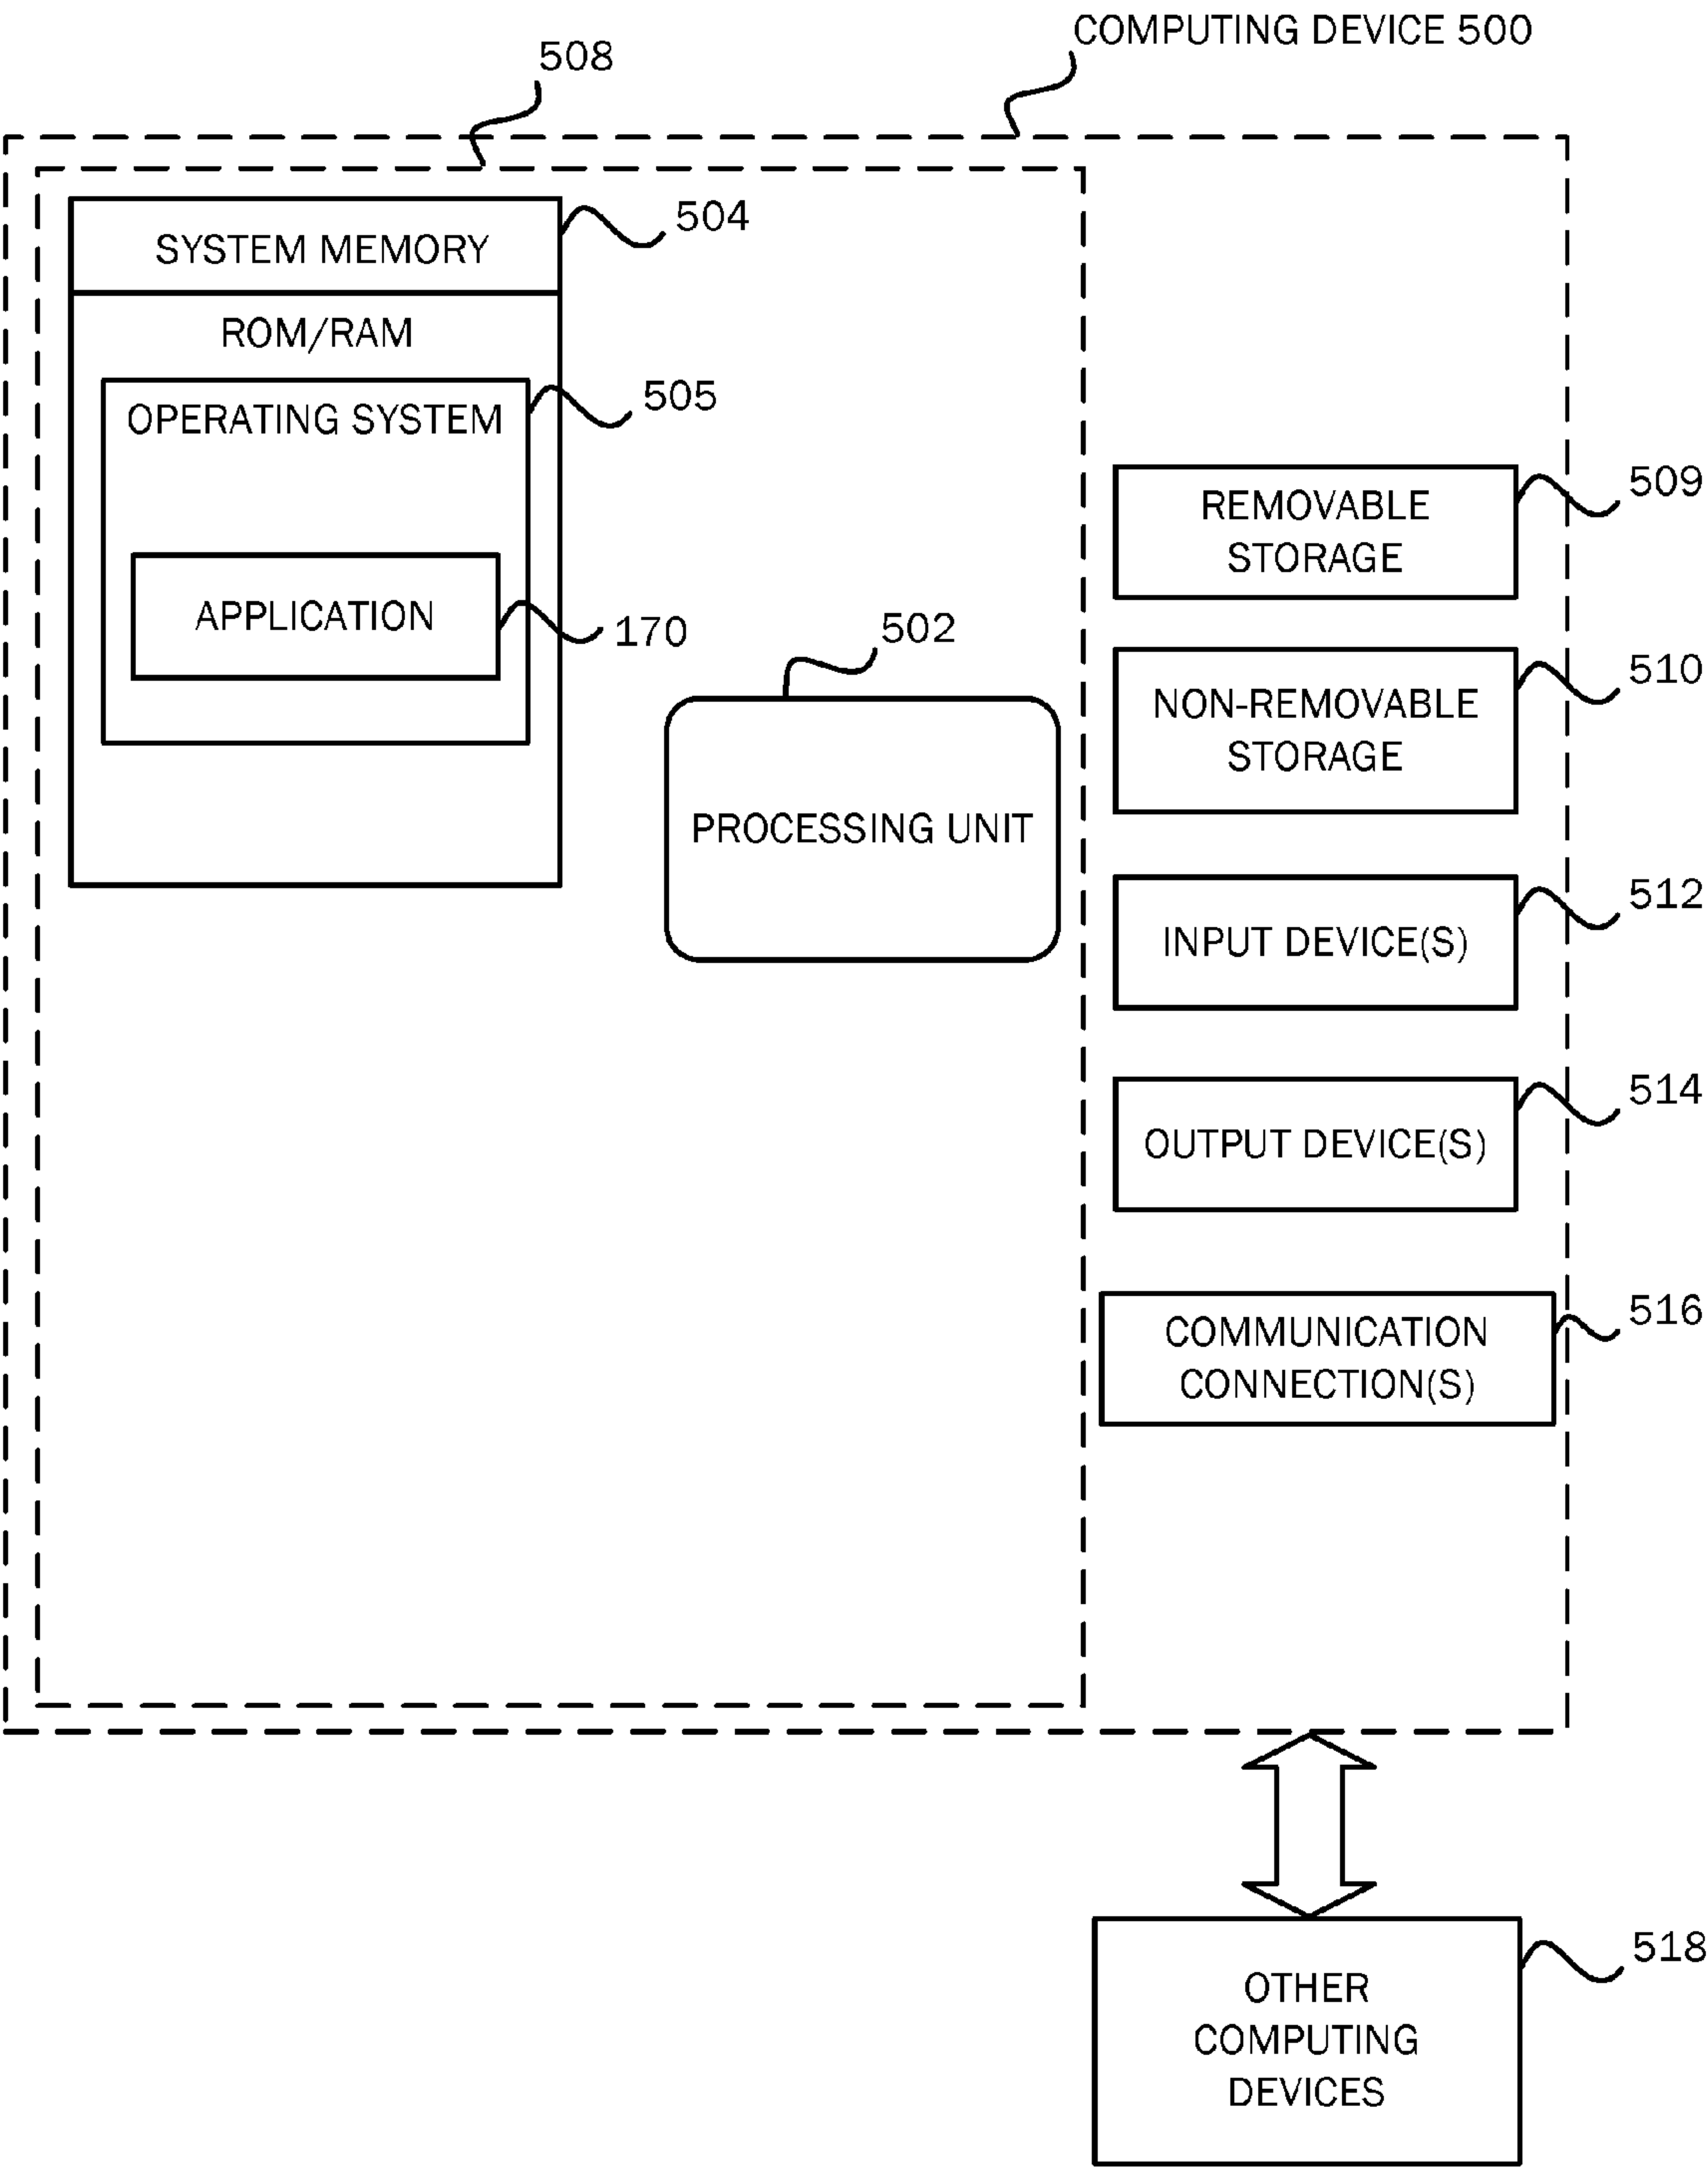 COMPUTING DEVICE 500
508
504
SYSTEM MEMORY
ROM/RAM
505
OPERATING SYSTEM
APPLICATION
170
502
PROCESSING UNIT
509
REMOVABLE
STORAGE
510
NON-REMOVABLE
STORAGE
512
INPUT DEVICE(S)
514
OUTPUT DEVICE(S)
516
COMMUNICATION
CONNECTION(S)
518
OTHER
COMPUTING
DEVICES